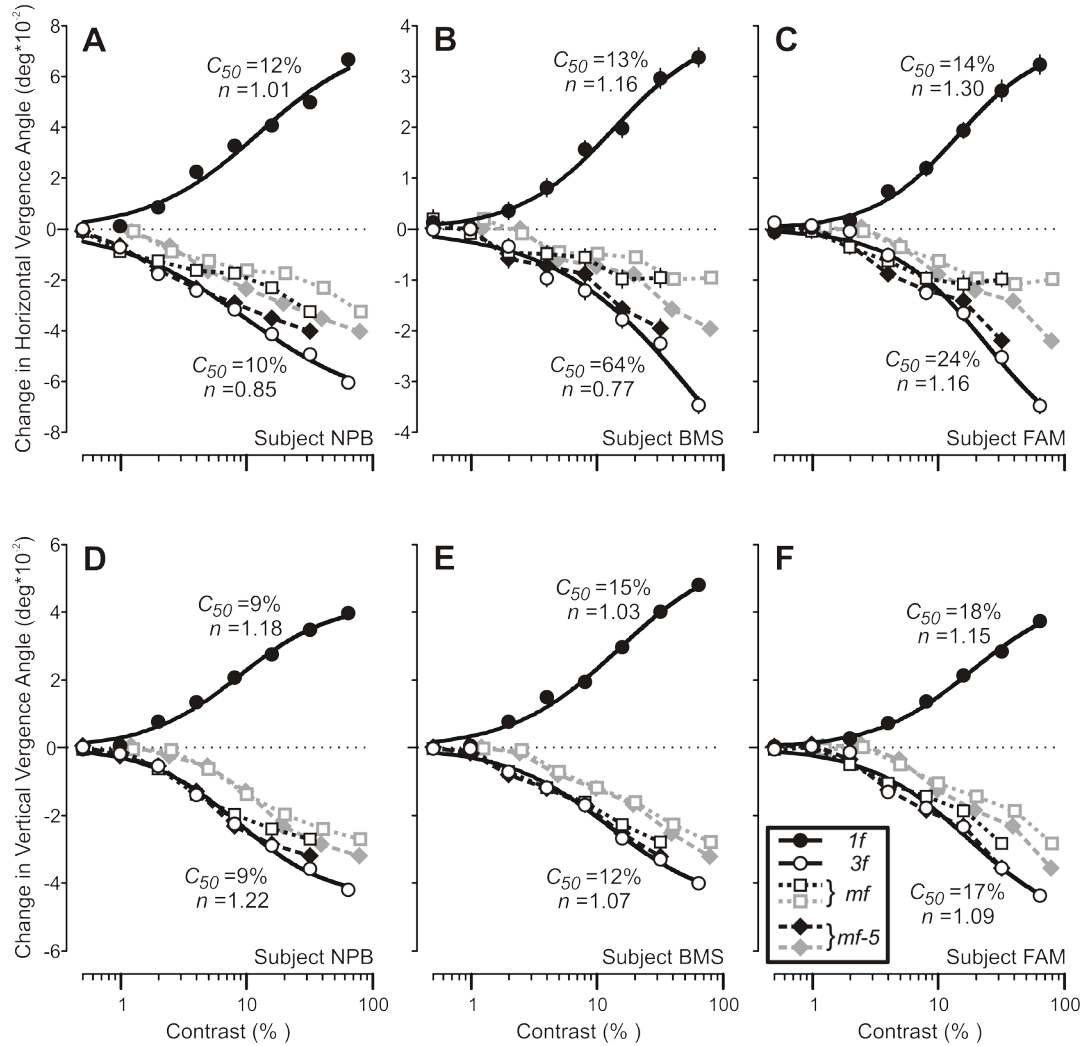 Change in Horizontal Vergence Angle (deg*10-2)
8
6
4
2
0
-2
-4
-6
-8
A
C50 =12%
n =1.01
C50 =10%
n =0.85
Subject NPB
4
3
2
1
0
-1
-2
-3
-4
B
C50 =13%
n =1.16
C50 =64%
n =0.77
Subject BMS
C
C50 =14%
n =1.30
C50 =24%
n =1.16
Subject FAM
Change in Vertical Vergence Angle (deg*10-2)
6
4
2
0
-2
-4
-6
D
C50 =9%
n =1.18
C50 =9%
n =1.22
Subject NPB
1
10
100
Contrast (% )
E
C50 =15%
n =1.03
C50 =12%
n =1.07
Subject BMS
1
10
100
Contrast (% )
F
C50 =18%
n =1.15
C50 =17%
n =1.09
1f
3f
} mf
}mf-5
Subject FAM
1
10
100
Contrast (% )